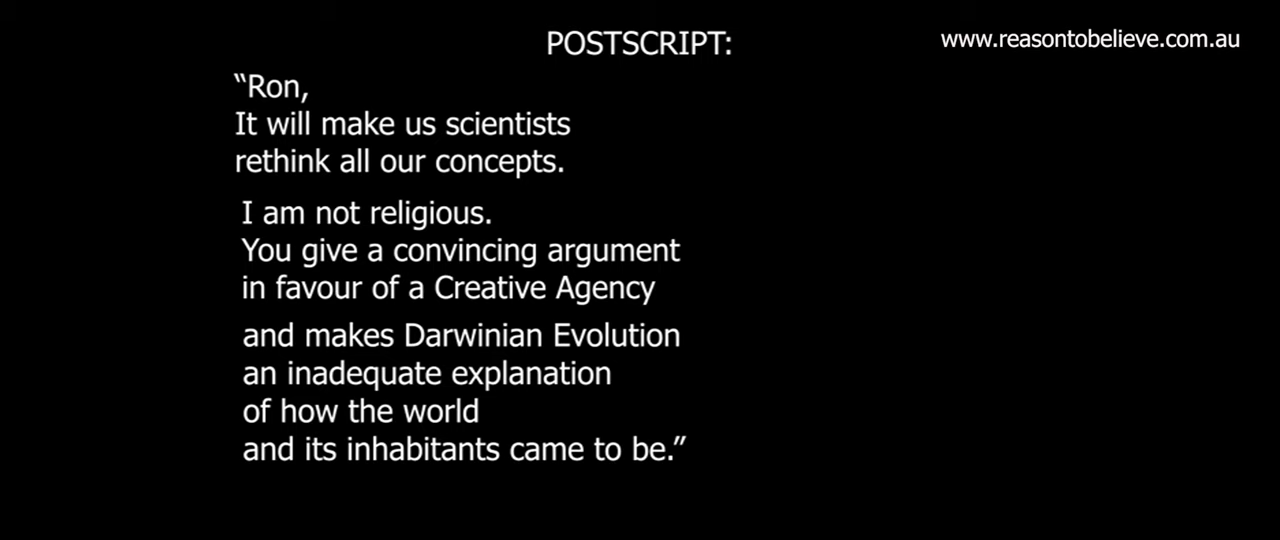 POSTSCRIPT:
www.reasontobelieve.com.au
“Ron,
It will make us scientists
rethink all our concepts.
I am not religious.
You give a convincing argument
in favour of a Creative Agency
and makes Darwinian Evolution
an inadequate explanation
of how the world
and its inhabitants came to be.”